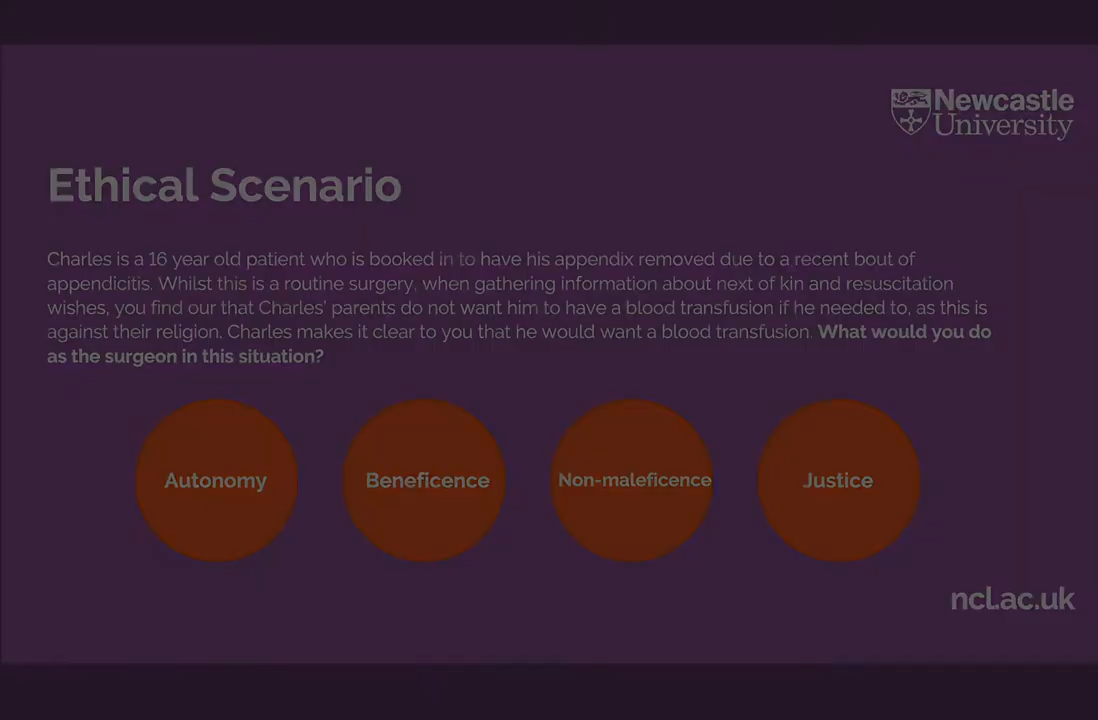 Newcastle
University
Ethical Scenario
Charles is a 16 year old patient who is booked in to have his appendix removed due to a recent bout of
appendicitis. Whilst this is a routine surgery, when gathering information about next of kin and resuscitation
wishes, you find our that Charles' parents do not want him to have a blood transfusion if he needed to, as this is
against their religion. Charles makes it clear to you that he would want a blood transfusion. What would you do
as the surgeon in this situation?
Autonomy
Beneficence
Non-maleficence
Justice
ncl.ac.uk